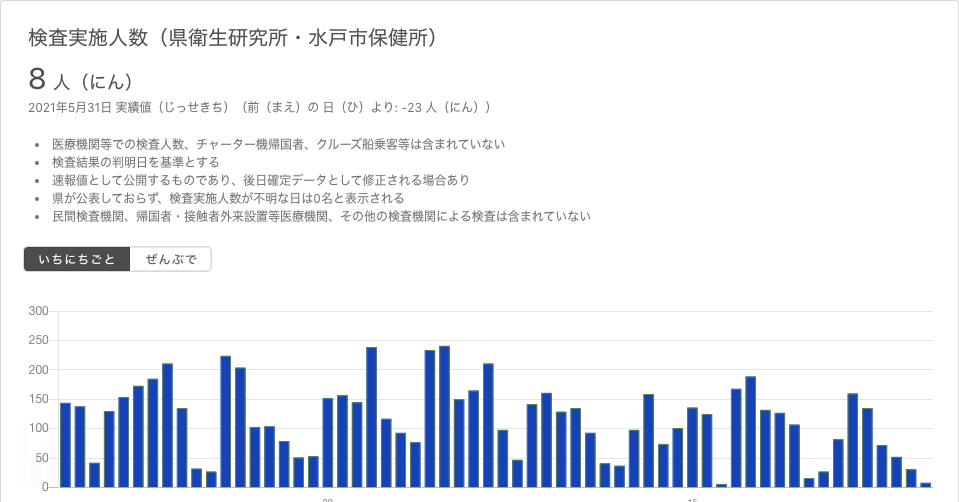 検査実施人数（県衛生研究所・水戸市保健所）
8 人（にん）
2021年5月31日 実績値（じっせきち）（前（まえ）の 日（ひ）より: -23 人（にん））
医療機関等での検査人数、チャーター機帰国者、クルーズ船乗客等は含まれていない
検査結果の判明日を基準とする
速報値として公開するものであり、後日確定データとして修正される場合あり
県が公表しておらず、検査実施人数が不明な日は0名と表示される
民間検査機関、帰国者・接触者外来設置等医療機関、その他の検査機関による検査は含まれていない
いちにちごと ぜんぶで
300
250
200
150
100
50
0